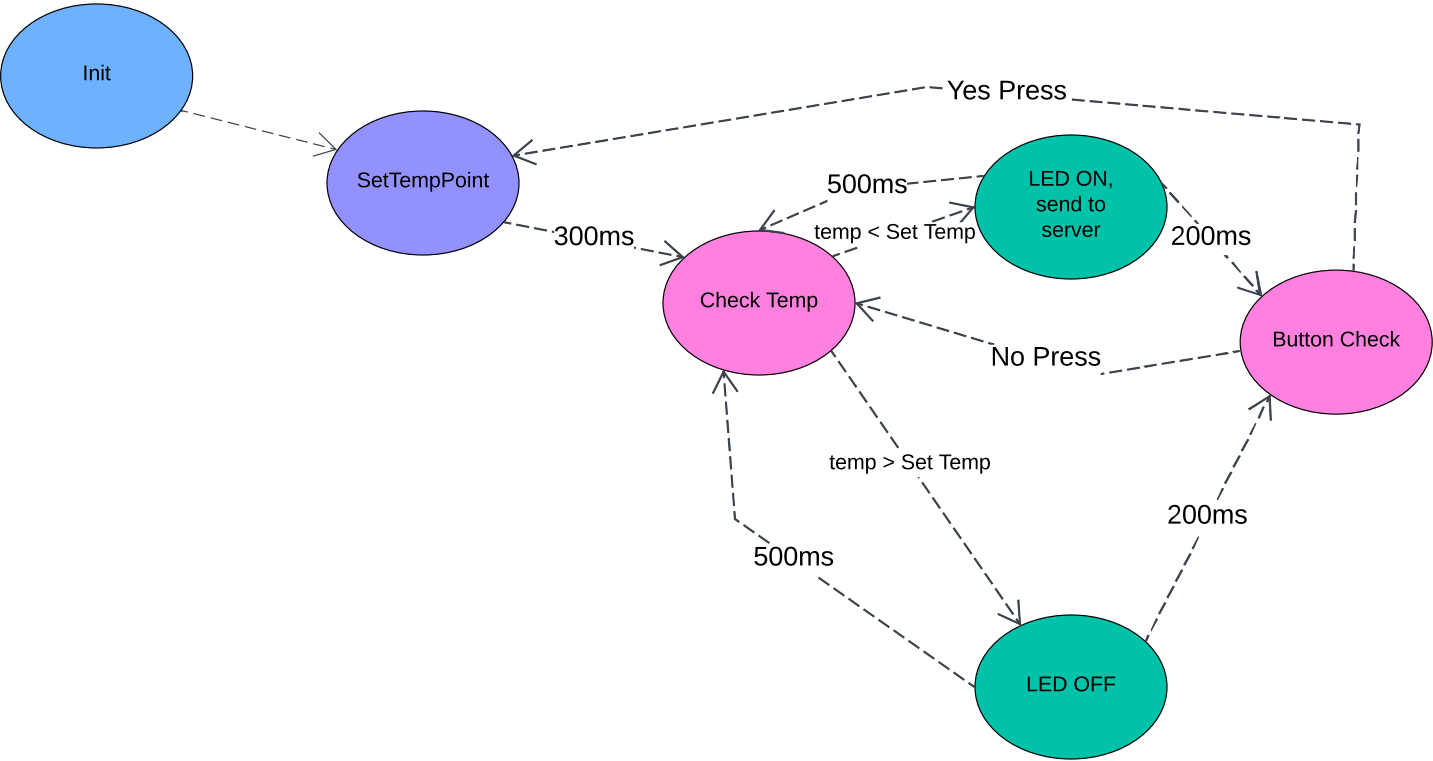 Init
Yes Press
SetTempPoint
500ms
LED ON,
send to
server
300ms
temp < Set Temp
200ms
Check Temp
No Press
Button Check
temp > Set Temp
200ms
500ms
LED OFF